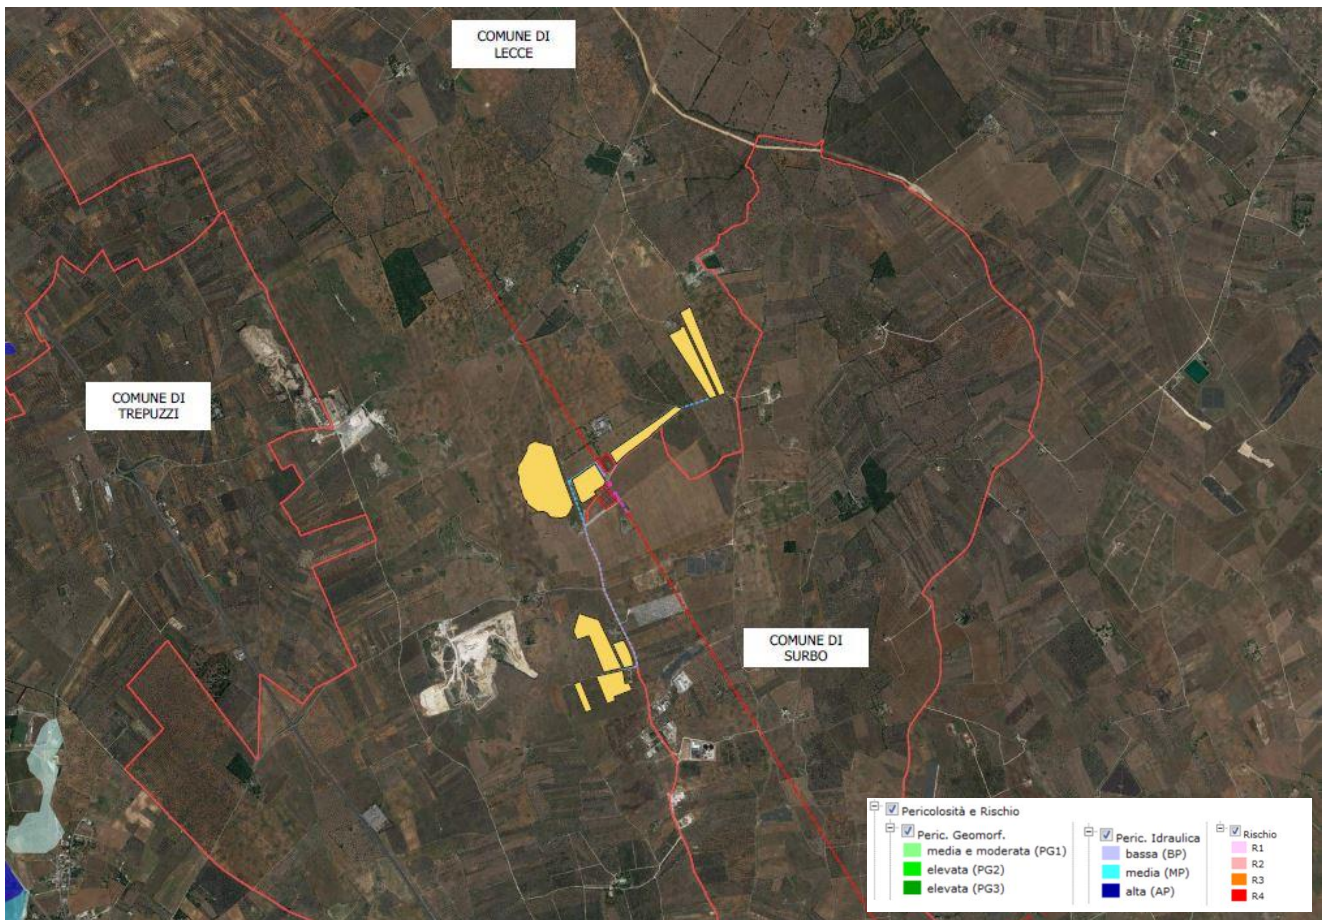 COMUNE DI
LECCE
COMUNE DI
TREPUZZI
COMUNE DI
SURBO
Pericolosità e Rischio
Peric. Geomorf.
media e moderata (PG1)
elevata (PG2)
elevata (PG3)
Peric. Idraulica
bassa (BP)
media (MP)
alta (AP)
Rischio
R1
R2
R3
R4